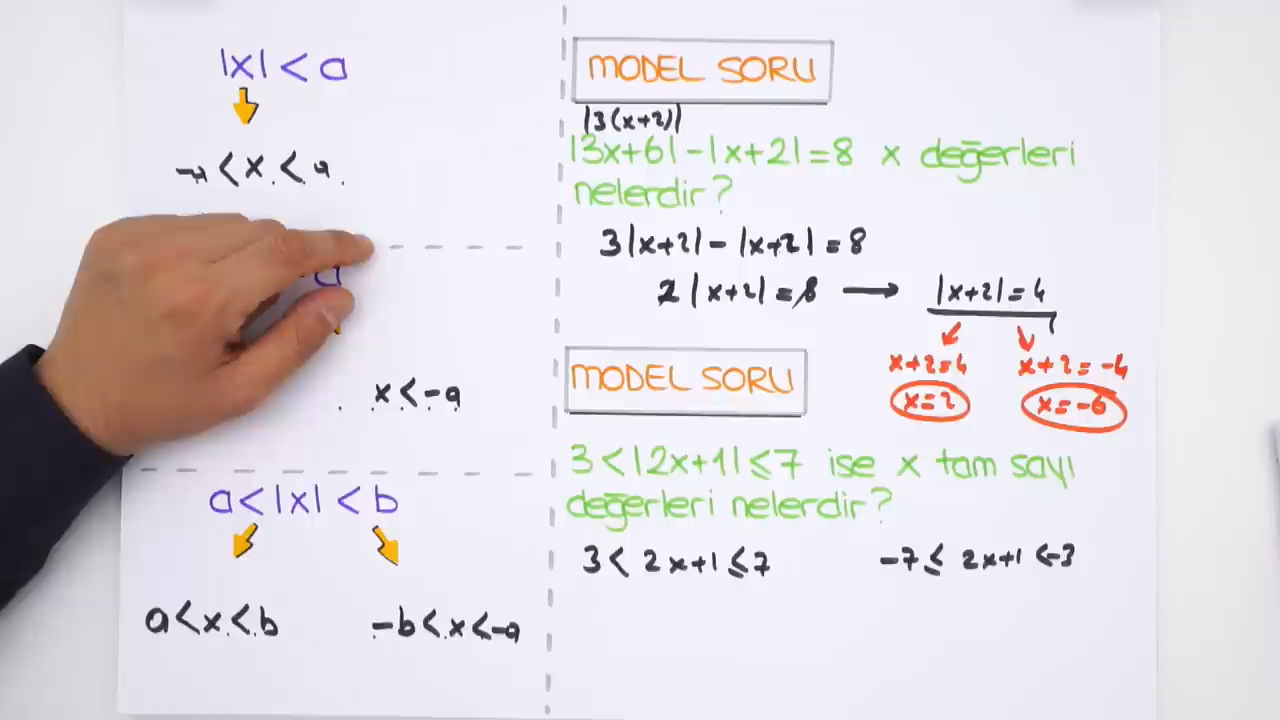 |x| < a
-a < x < a
a
x < -a
a < |x| < b
a < x < b
-b < x < -a
MODEL SORU
|3(x+2)|
|3x+6| - |x+2| = 8 x değerleri
nelerdir?
3|x+2| - |x+2| = 8
2|x+2| = 8 → |x+2| = 4
x+2=4 x+2=-4
x=2 x=-6
MODEL SORU
3 < |2x+1| ≤ 7 ise x tam sayı
değerleri nelerdir?
3 < 2x+1 ≤ 7 -7 ≤ 2x+1 < -3